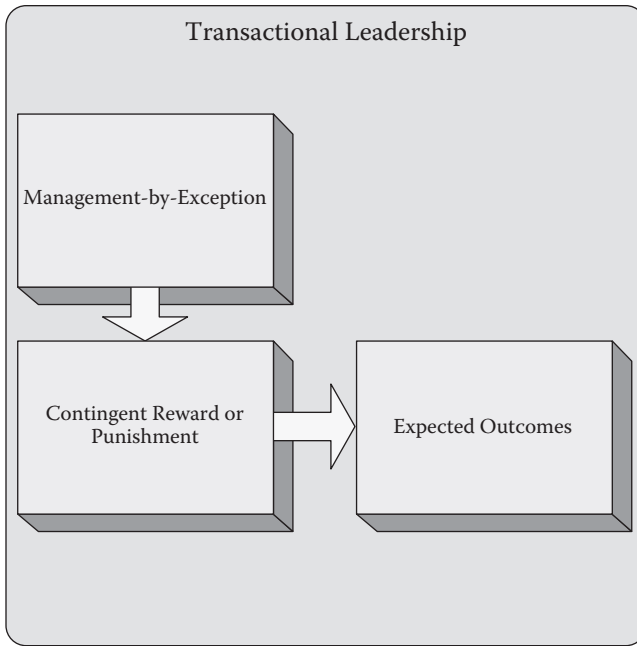 Transactional Leadership
Management-by-Exception
Contingent Reward or
Punishment
Expected Outcomes